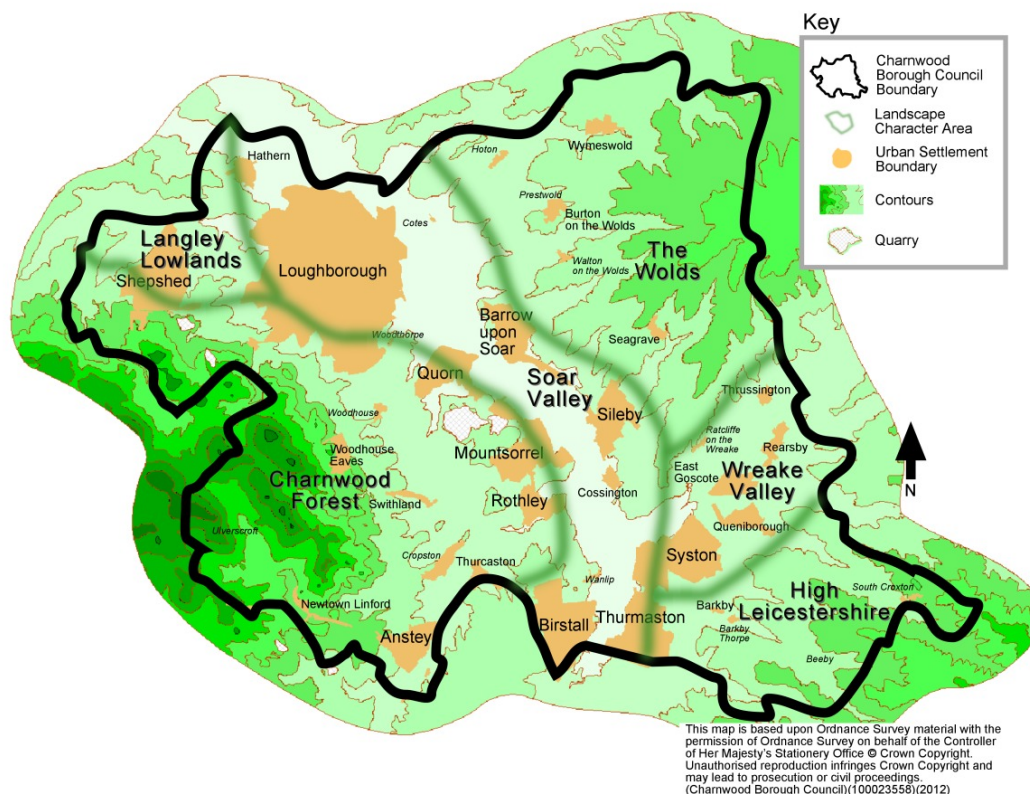 Key
Charnwood
Borough Council
Boundary
Landscape
Character Area
Urban Settlement
Boundary
Contours
Quarry
Hathern
Hoton
Wymeswold
Prestwold
Cotes
Burton
on the Wolds
Langley
Lowlands
The
Wolds
Walton
on the Wolds
Shepshed
Loughborough
Woodthorpe
Barrow
upon
Soar
Seagrave
Quorn
Soar
Valley
Thrussington
Woodhouse
Sileby
Ratcliffe
on the
Wreake
Rearsby
Woodhouse
Eaves
Mountsorrel
East
Goscote
Wreake
Valley
Charnwood
Forest
Swithland
Rothley
Cossington
N
Queniborough
Ulverscroft
Cropston
Thurcaston
Syston
Wanlip
High
Leicestershire
South Croxton
Newtown Linford
Anstey
Birstall
Thurmaston
Barkby
Barkby
Thorpe
Beeby
This map is based upon Ordnance Survey material with the
permission of Ordnance Survey on behalf of the Controller
of Her Majesty's Stationery Office © Crown Copyright.
Unauthorised reproduction infringes Crown Copyright and
may lead to prosecution or civil proceedings.
(Charnwood Borough Council)(100023558)(2012)